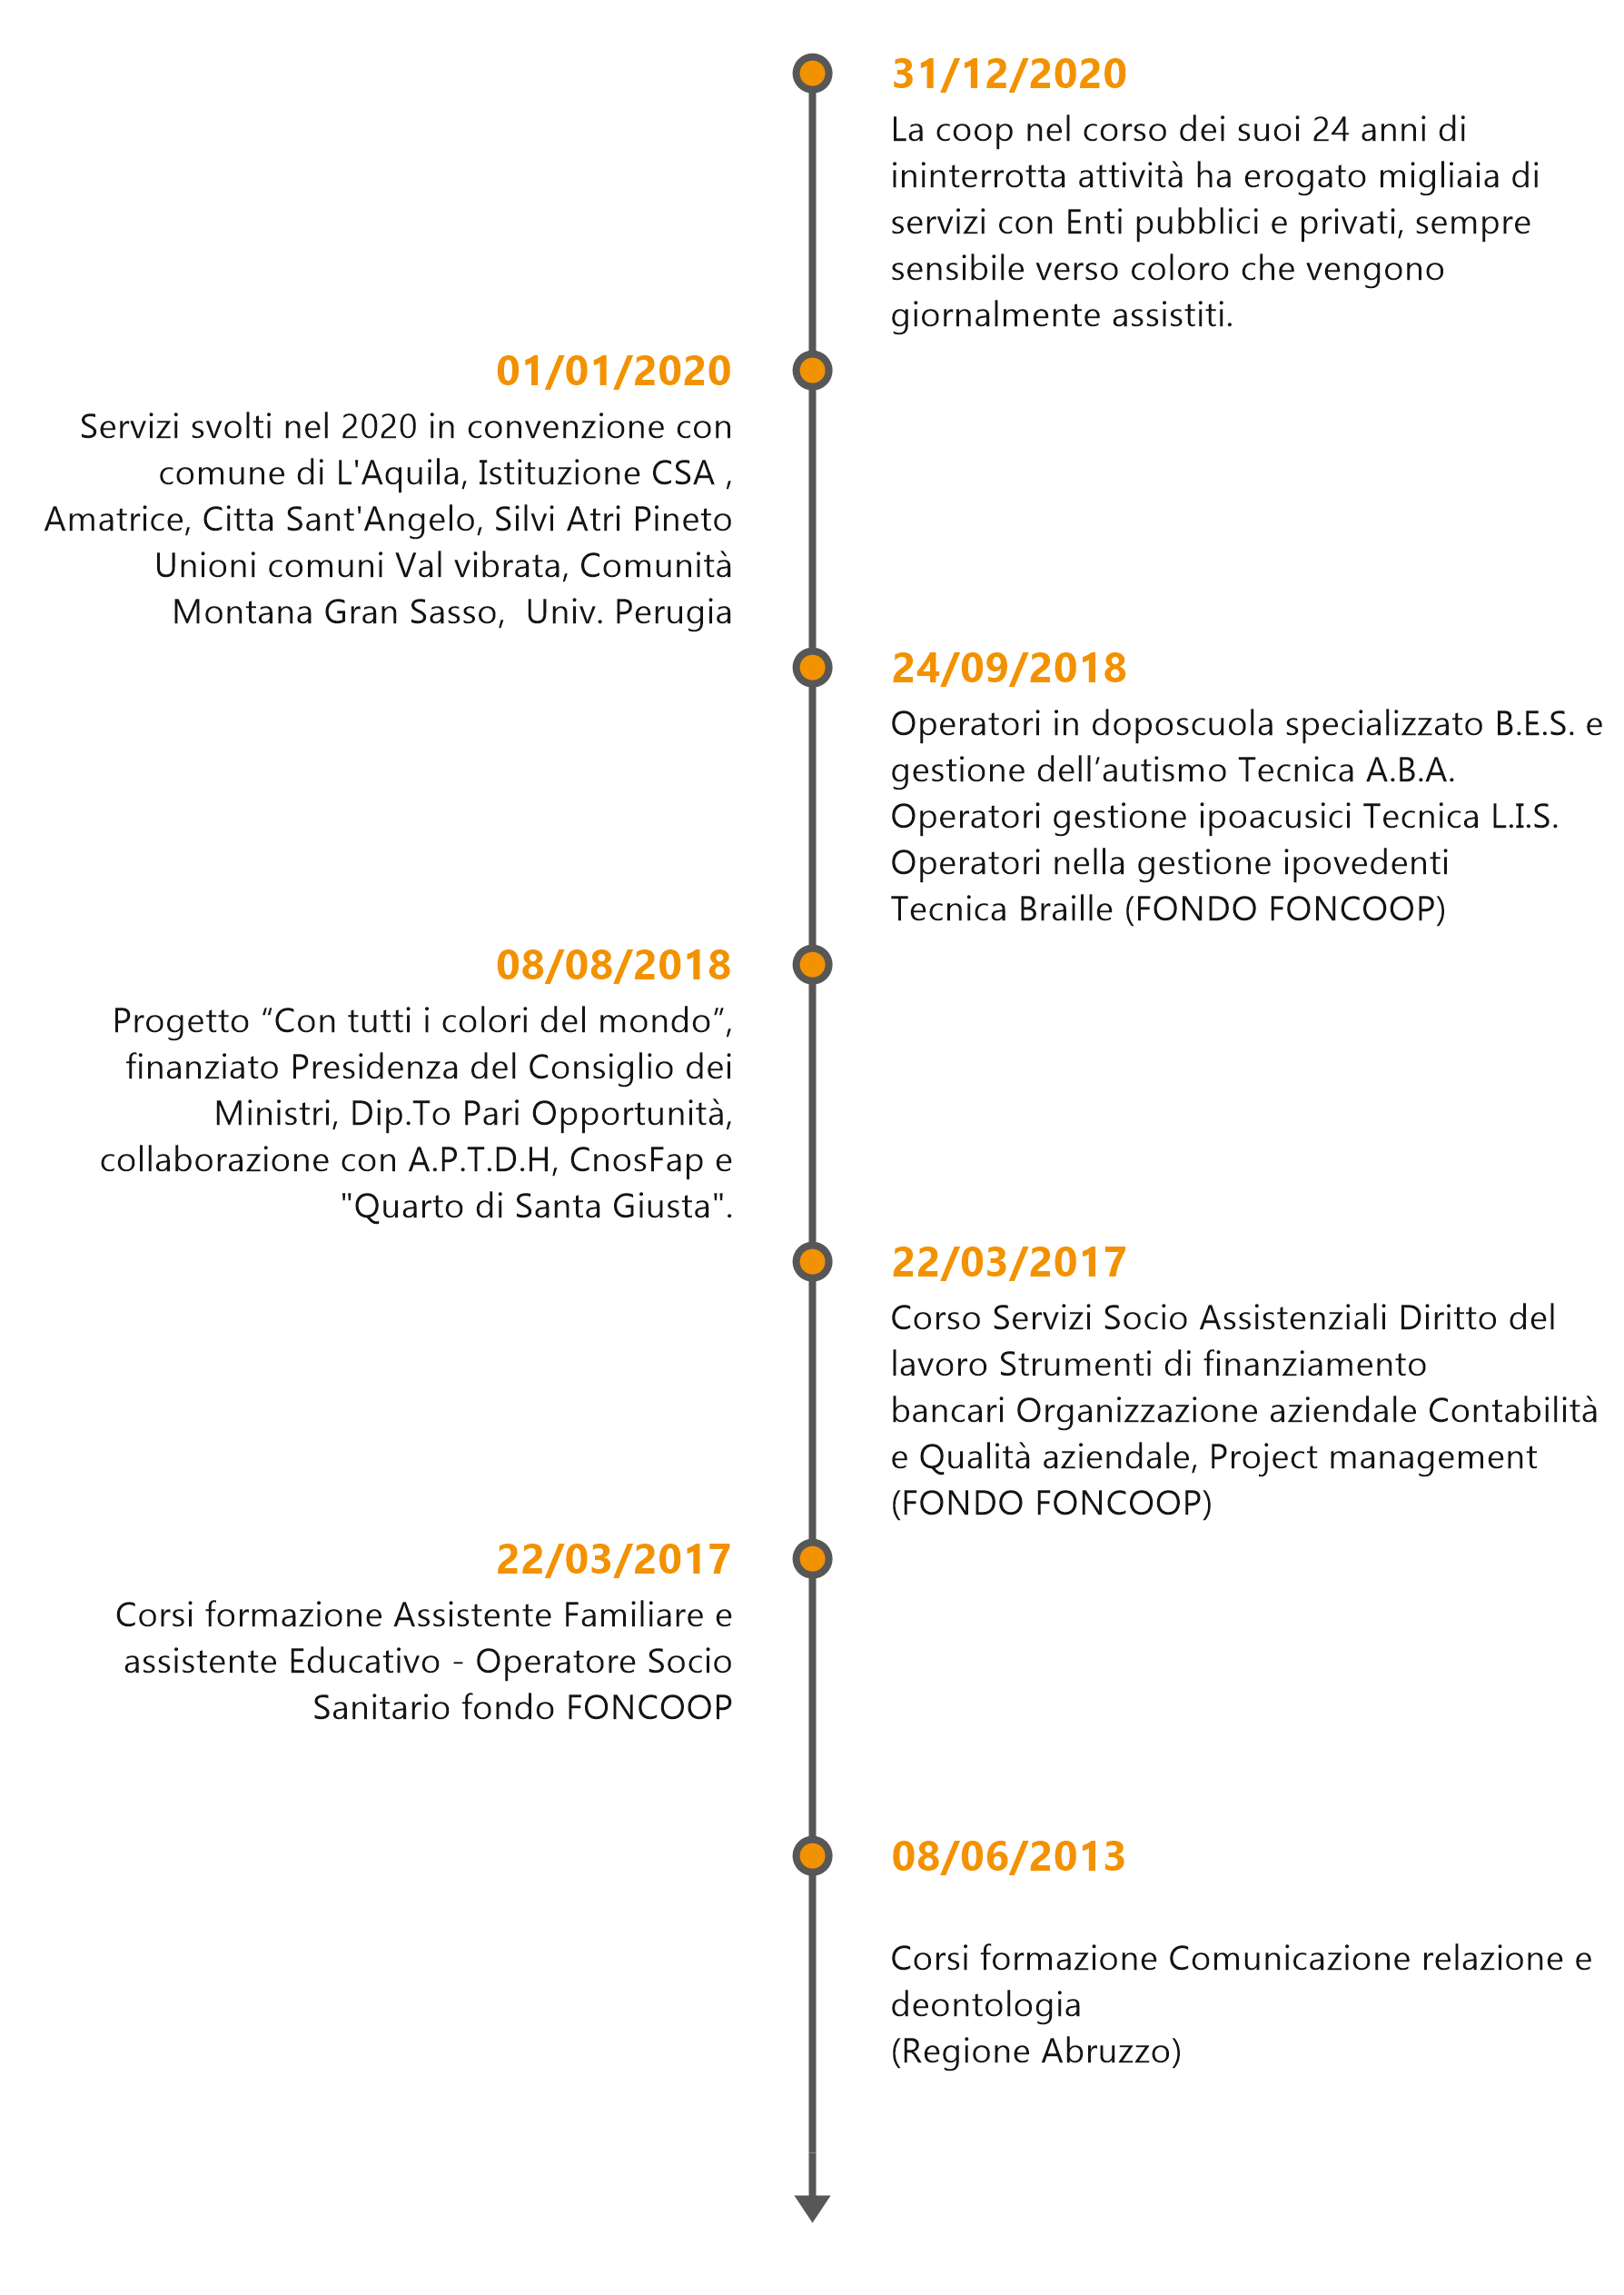 31/12/2020
La coop nel corso dei suoi 24 anni di
ininterrotta attività ha erogato migliaia di
servizi con Enti pubblici e privati, sempre
sensibile verso coloro che vengono
giornalmente assistiti.
01/01/2020
Servizi svolti nel 2020 in convenzione con
comune di L'Aquila, Istituzione CSA ,
Amatrice, Citta Sant'Angelo, Silvi Atri Pineto
Unioni comuni Val vibrata, Comunità
Montana Gran Sasso,  Univ. Perugia
24/09/2018
Operatori in doposcuola specializzato B.E.S. e
gestione dell’autismo Tecnica A.B.A.
Operatori gestione ipoacusici Tecnica L.I.S.
Operatori nella gestione ipovedenti
Tecnica Braille (FONDO FONCOOP)
08/08/2018
Progetto “Con tutti i colori del mondo”,
finanziato Presidenza del Consiglio dei
Ministri, Dip.To Pari Opportunità,
collaborazione con A.P.T.D.H, CnosFap e
"Quarto di Santa Giusta".
22/03/2017
Corso Servizi Socio Assistenziali Diritto del
lavoro Strumenti di finanziamento
bancari Organizzazione aziendale Contabilità
e Qualità aziendale, Project management
(FONDO FONCOOP)
22/03/2017
Corsi formazione Assistente Familiare e
assistente Educativo - Operatore Socio
Sanitario fondo FONCOOP
08/06/2013
Corsi formazione Comunicazione relazione e
deontologia
(Regione Abruzzo)